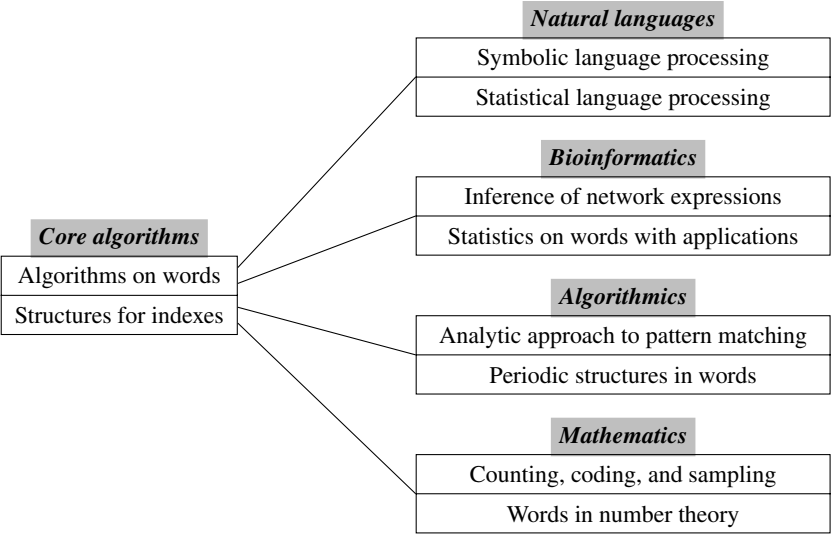 Natural languages
Symbolic language processing
Statistical language processing
Bioinformatics
Inference of network expressions
Statistics on words with applications
Core algorithms
Algorithms on words
Structures for indexes
Algorithmics
Analytic approach to pattern matching
Periodic structures in words
Mathematics
Counting, coding, and sampling
Words in number theory